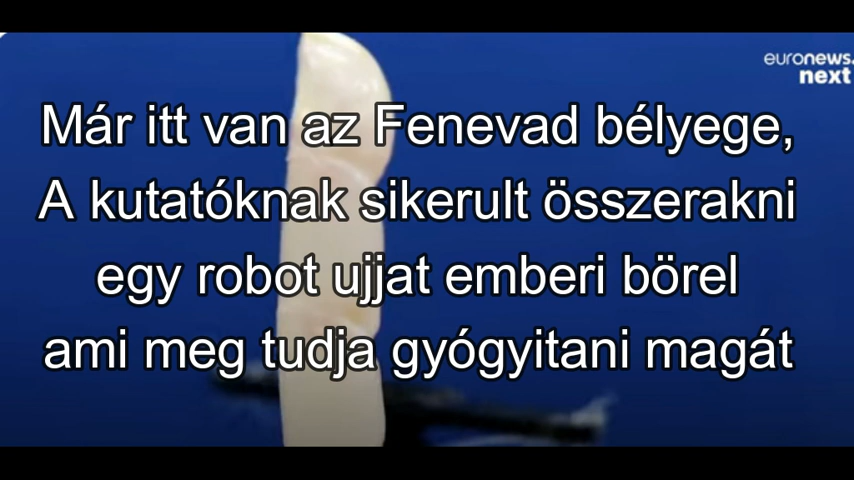 euronews.
next
Már itt van az Fenevad bélyege,
A kutatóknak sikerult összerakni
egy robot ujjat emberi börel
ami meg tudja gyógyitani magát